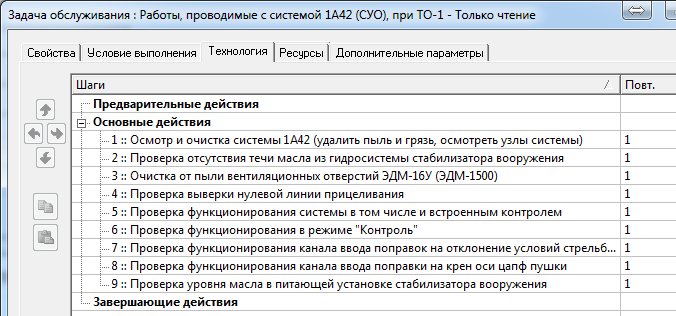 Задача обслуживания : Работы, проводимые с системой 1А42 (СУО), при ТО-1 - Только чтение
Свойства Условие выполнения Технология Ресурсы Дополнительные параметры
Шаги / Повт.
Предварительные действия
Основные действия
1 :: Осмотр и очистка системы 1А42 (удалить пыль и грязь, осмотреть узлы системы) 1
2 :: Проверка отсутствия течи масла из гидросистемы стабилизатора вооружения 1
3 :: Очистка от пыли вентиляционных отверстий ЭДМ-16У (ЭДМ-1500) 1
4 :: Проверка выверки нулевой линии прицеливания 1
5 :: Проверка функционирования системы в том числе и встроенным контролем 1
6 :: Проверка функционирования в режиме "Контроль" 1
7 :: Проверка функционирования канала ввода поправок на отклонение условий стрельб... 1
8 :: Проверка функционирования канала ввода поправки на крен оси цапф пушки 1
9 :: Проверка уровня масла в питающей установке стабилизатора вооружения 1
Завершающие действия